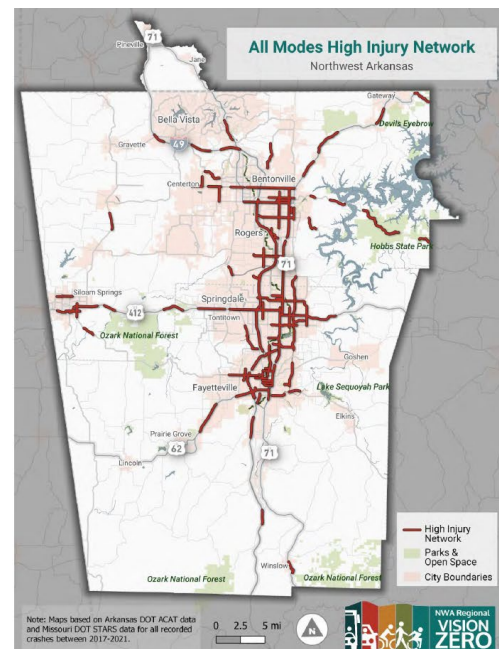 All Modes High Injury Network
Northwest Arkansas
71
Pineville
Jane
Gateway
Bella Vista
Devils Eyebrow
Gravette
49
Centerton
Bentonville
Rogers
Hobbs State Park
71
Siloam Springs
Springdale
412
Tontitown
Ozark National Forest
Goshen
Fayetteville
Lake Sequoyah Park
Elkins
Prairie Grove
62
71
Lincoln
Winslow
Ozark National Forest
Ozark National Forest
High Injury
Network
Parks &
Open Space
City Boundaries
Note: Maps based on Arkansas DOT ACAT data
and Missouri DOT STARS data for all recorded
crashes between 2017-2021.
0 2.5 5 mi
N
NWA Regional
VISION
ZERO